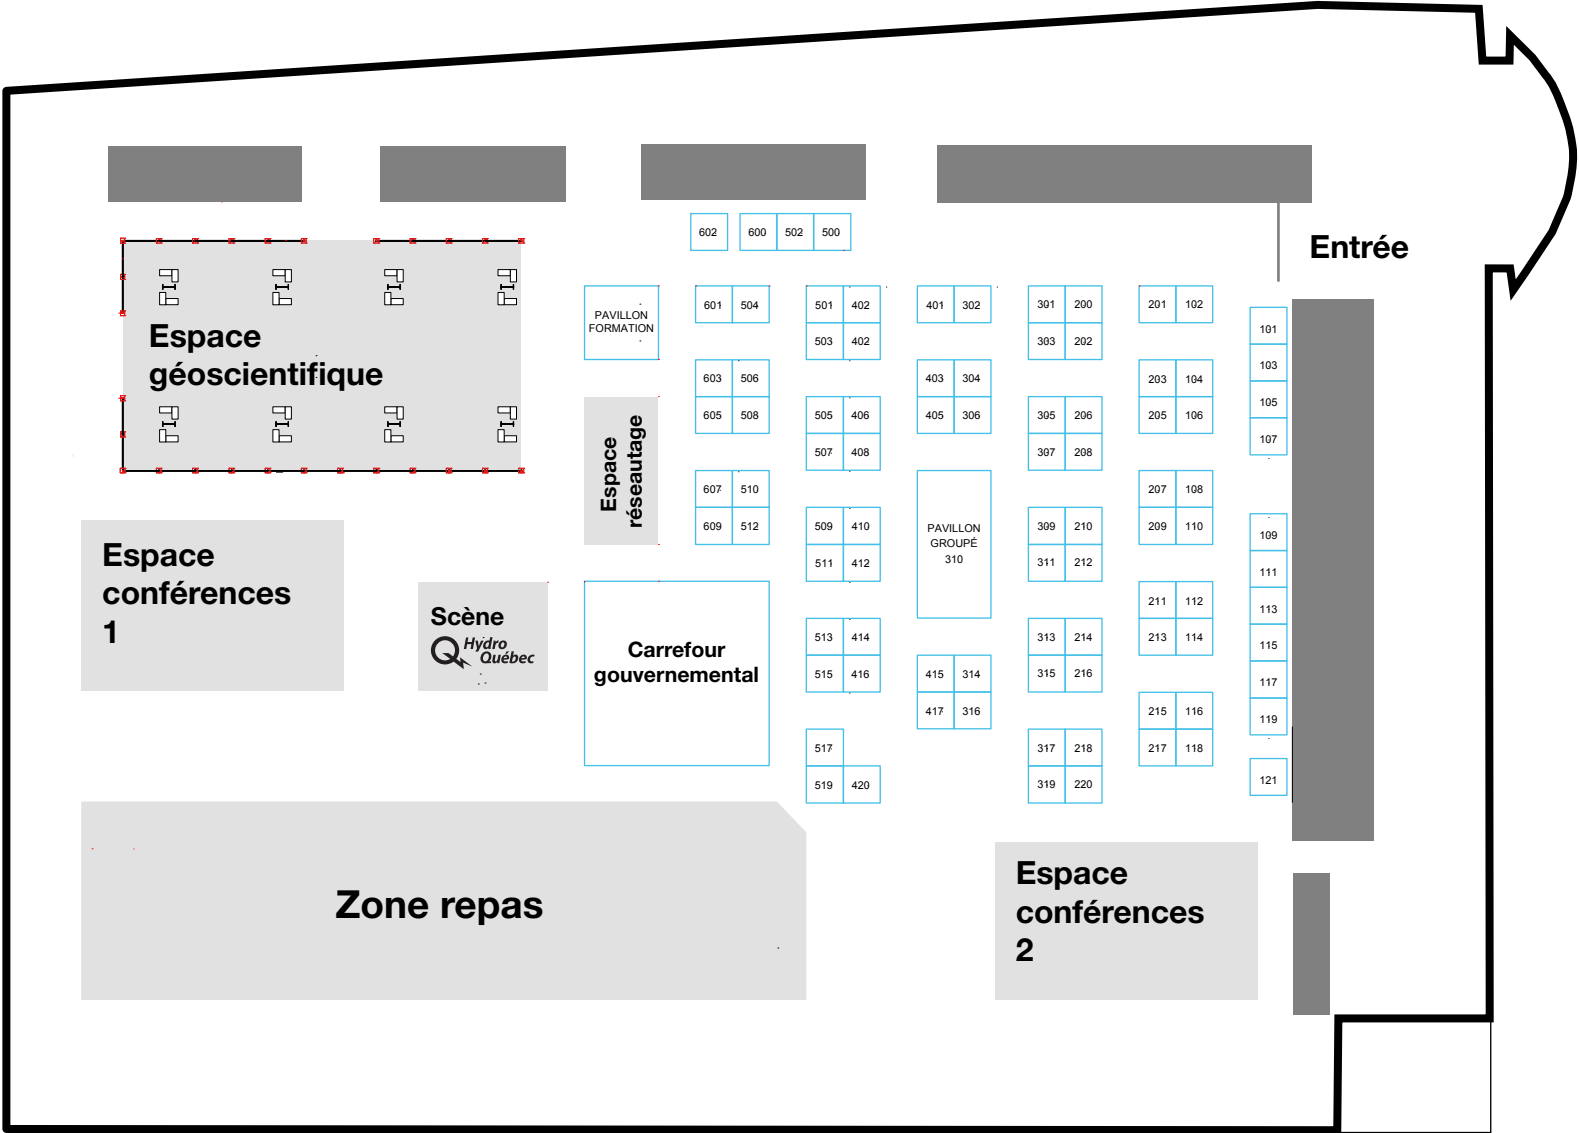 602 600 502 500
Entrée
PAVILLON
FORMATION
601 504 501 402 401 302 301 200 201 102
503 402 303 202
101
103
105
107
Espace
géoscientifique
603 506 403 304 203 104
605 508 505 406 405 306 305 206 205 106
507 408 307 208
Espace
réseautage
607 510 207 108
609 512 509 410 309 210 209 110
511 412 311 212
PAVILLON
GROUPÉ
310
109
111
113
115
117
119
121
Espace
conférences
1
Scène
Hydro
Québec
Carrefour
gouvernemental
211 112
513 414 313 214 213 114
515 416 415 314 315 216
417 316 215 116
517 317 218 217 118
519 420 319 220
Zone repas
Espace
conférences
2